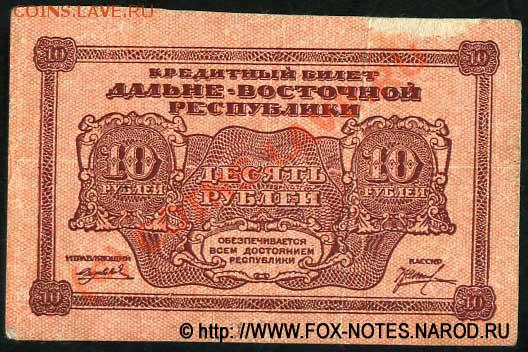 COINS.LAVE.RU
10 10
КРЕДИТНЫЙ БИЛЕТ
ДАЛЬНЕ-ВОСТОЧНОЙ
РЕСПУБЛИКИ
10 10
РУБЛЕЙ РУБЛЕЙ
ДЕСЯТЬ
РУБЛЕЙ
ОБЕЗПЕЧИВАЕТСЯ
ВСЕМ ДОСТОЯНИЕМ
РЕСПУБЛИКИ
УПРАВЛЯЮЩИЙ КАССИР
10 10
© http://www.FOX-NOTES.NAROD.RU